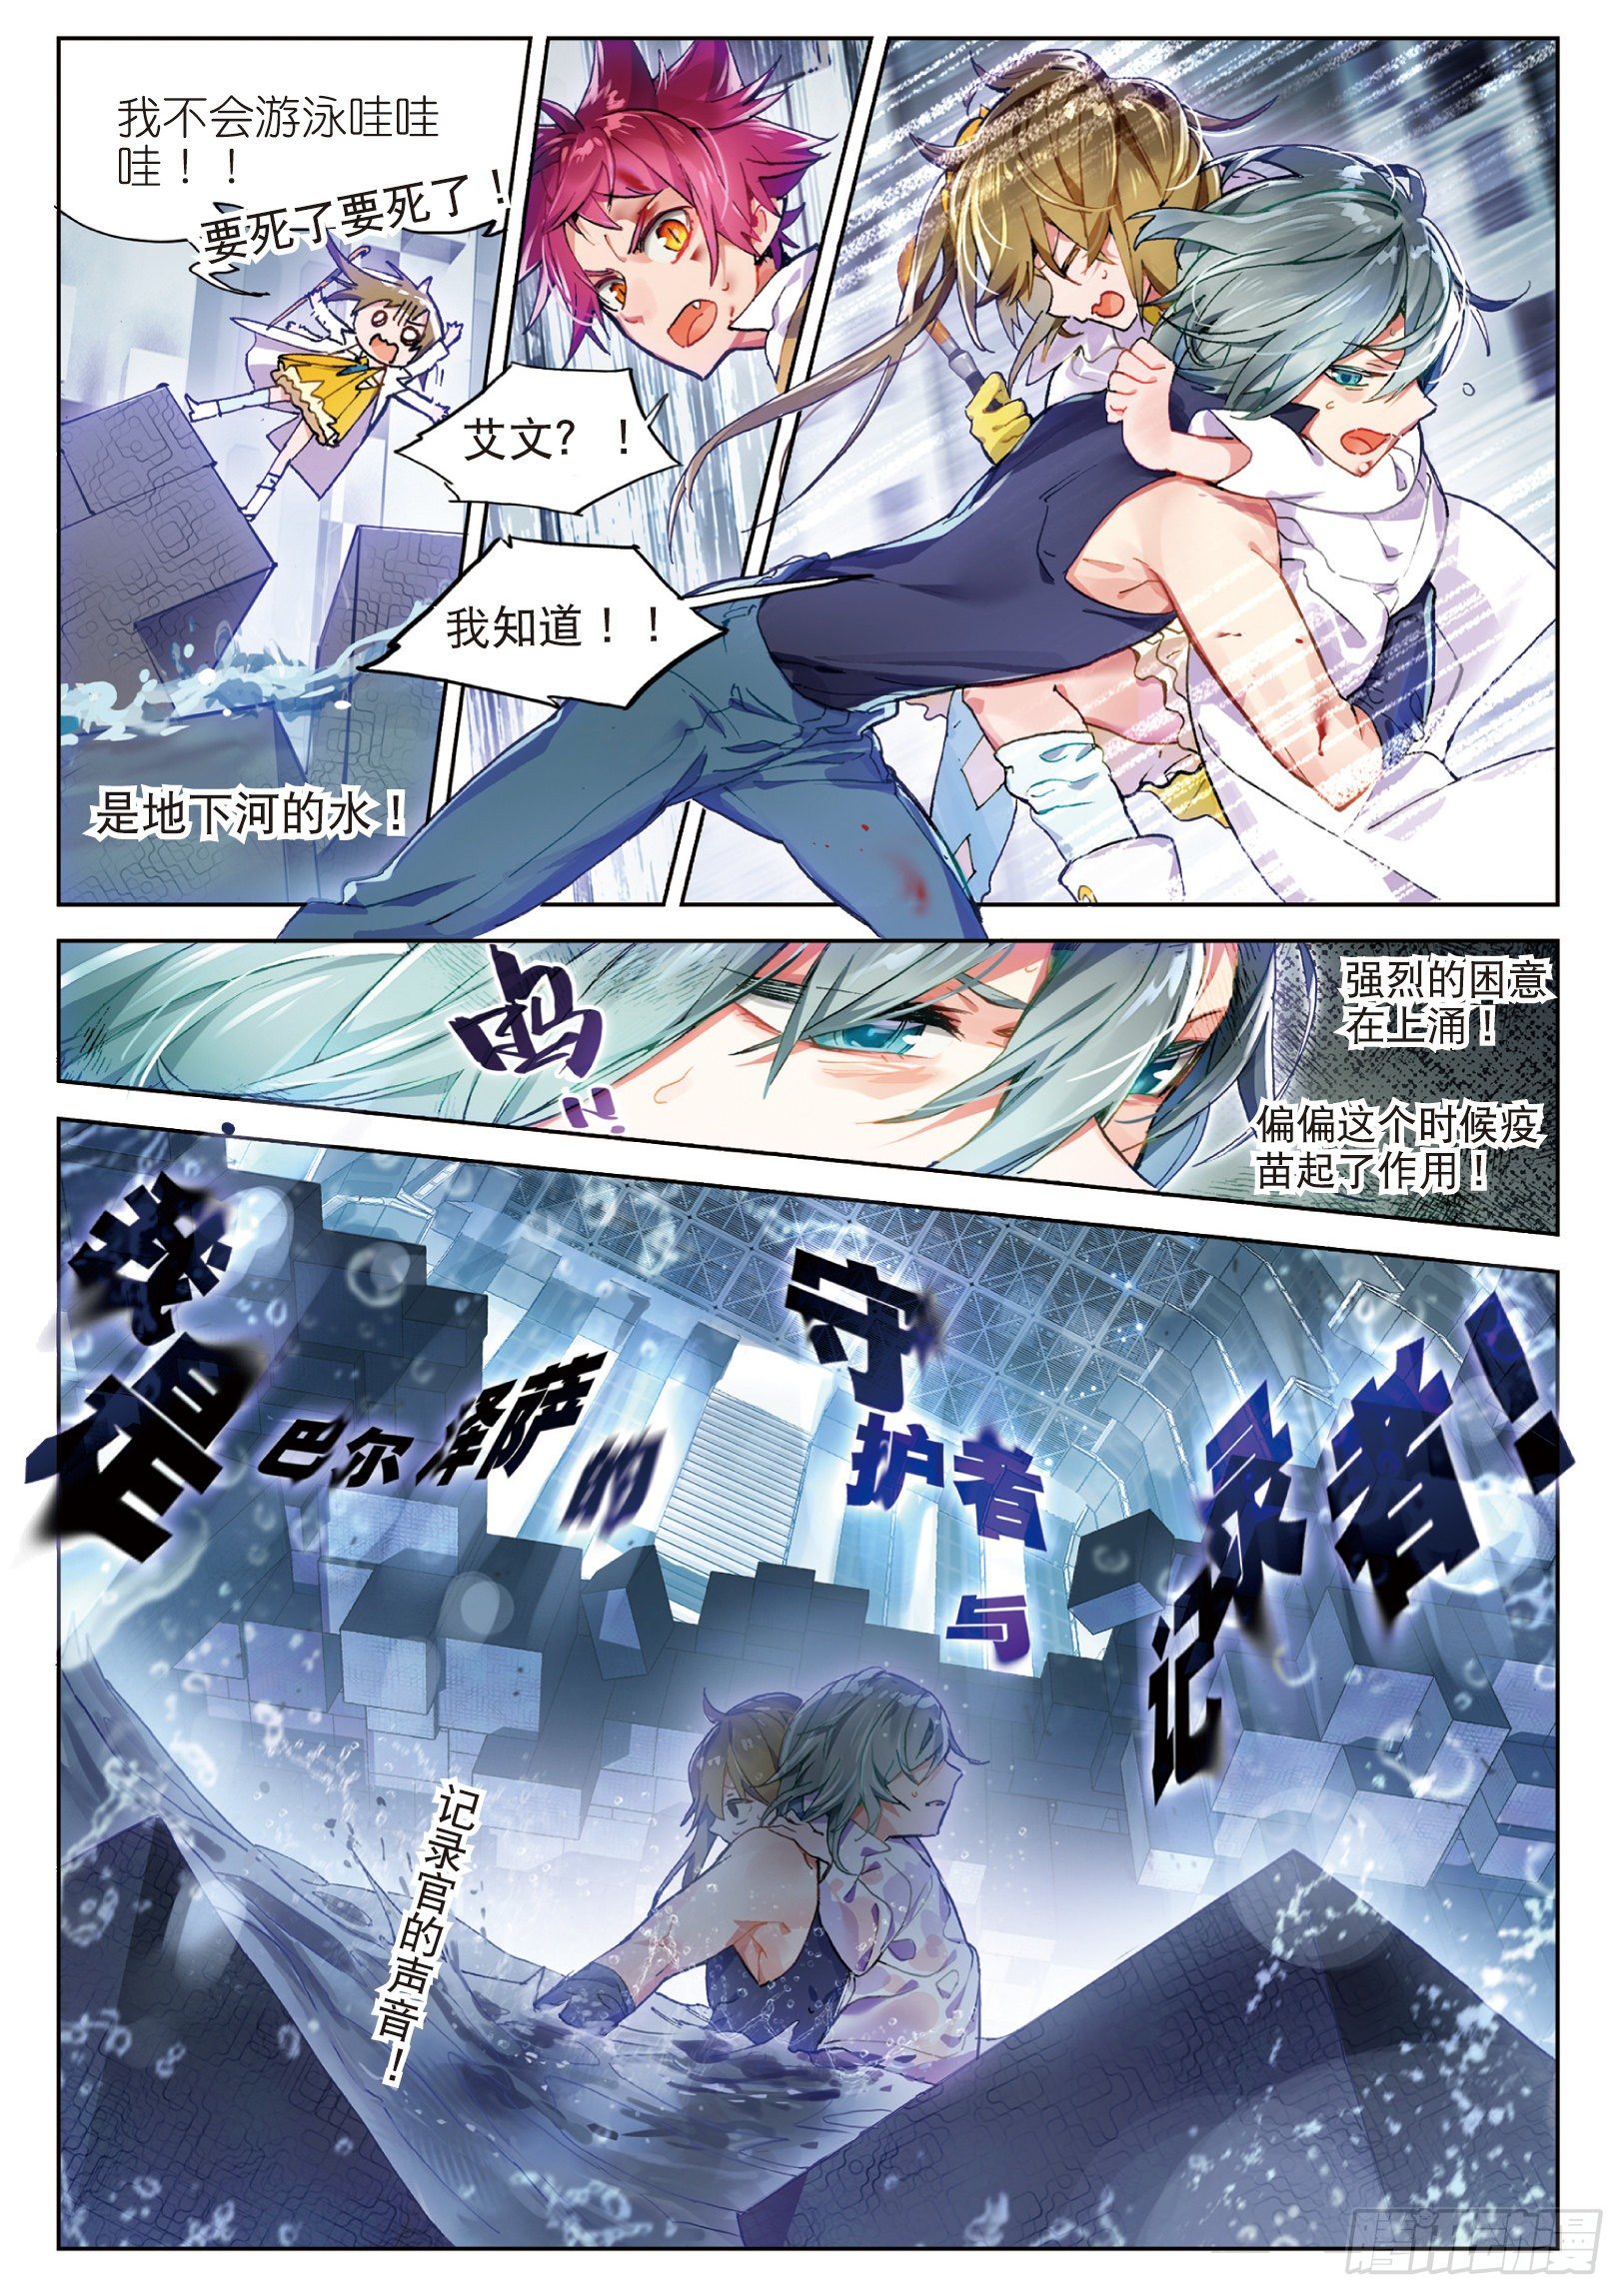 我不会游泳哇哇
哇！！
要死了要死了！
艾文？！
我知道！！
是地下河的水！
强烈的困意
在上涌！
呜
!!
偏偏这个时候疫
苗起了作用！
我是巴尔泽萨的守护者与记录者！
记录官的声音！
腾讯动漫